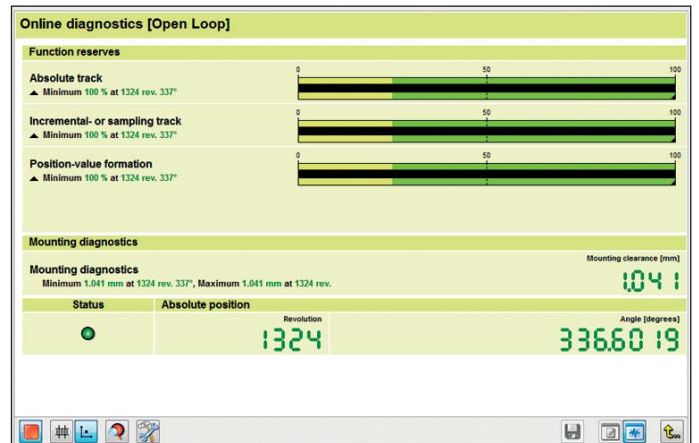 Online diagnostics [Open Loop]
Function reserves
Absolute track
0 50 100
▲ Minimum 100 % at 1324 rev. 337°
Incremental- or sampling track
0 50 100
▲ Minimum 100 % at 1324 rev. 337°
Position-value formation
0 50 100
▲ Minimum 100 % at 1324 rev. 337°
Mounting diagnostics
Mounting clearance [mm]
Mounting diagnostics
1.041
Minimum 1.041 mm at 1324 rev. 337°, Maximum 1.041 mm at 1324 rev.
Status Absolute position
Revolution Angle [degrees]
1324 336.6019